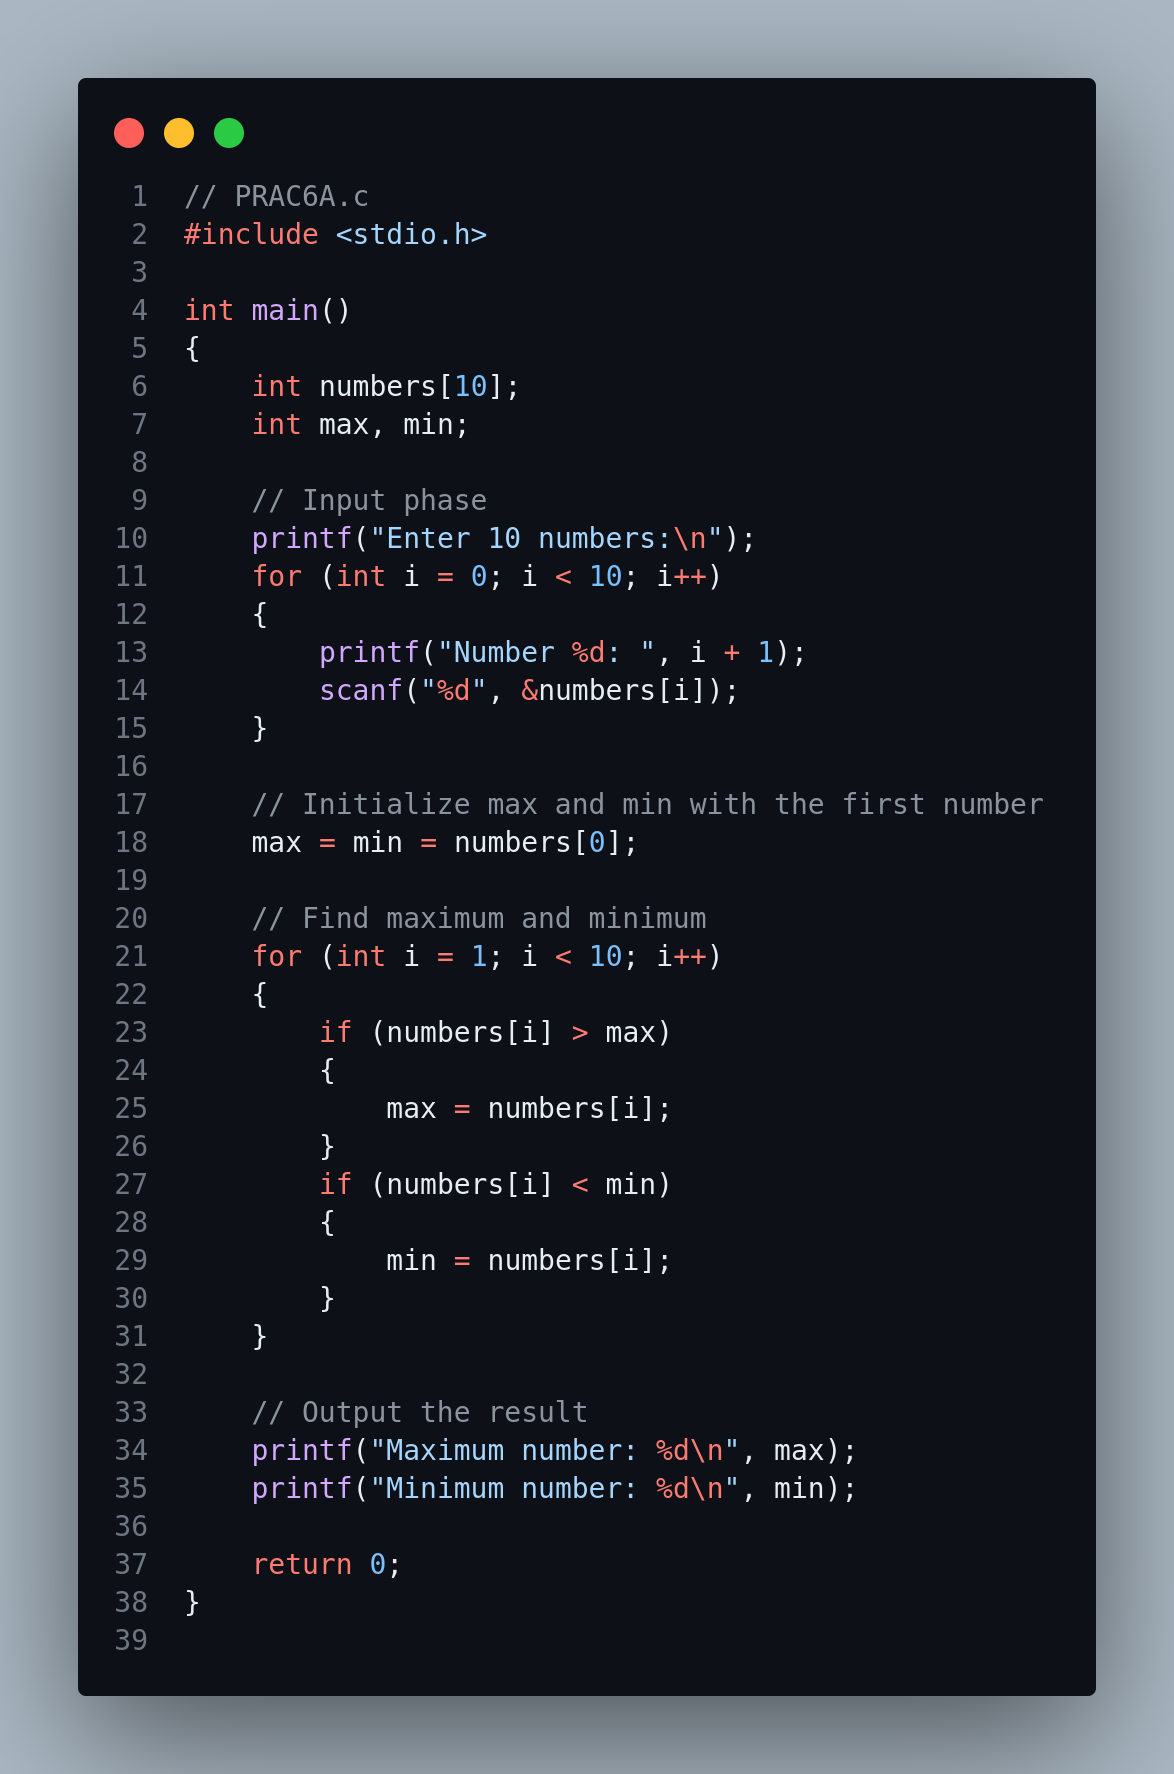 1 // PRAC6A.c
2 #include <stdio.h>
3
4 int main()
5 {
6     int numbers[10];
7     int max, min;
8
9     // Input phase
10     printf("Enter 10 numbers:\n");
11     for (int i = 0; i < 10; i++)
12     {
13         printf("Number %d: ", i + 1);
14         scanf("%d", &numbers[i]);
15     }
16
17     // Initialize max and min with the first number
18     max = min = numbers[0];
19
20     // Find maximum and minimum
21     for (int i = 1; i < 10; i++)
22     {
23         if (numbers[i] > max)
24         {
25             max = numbers[i];
26         }
27         if (numbers[i] < min)
28         {
29             min = numbers[i];
30         }
31     }
32
33     // Output the result
34     printf("Maximum number: %d\n", max);
35     printf("Minimum number: %d\n", min);
36
37     return 0;
38 }
39